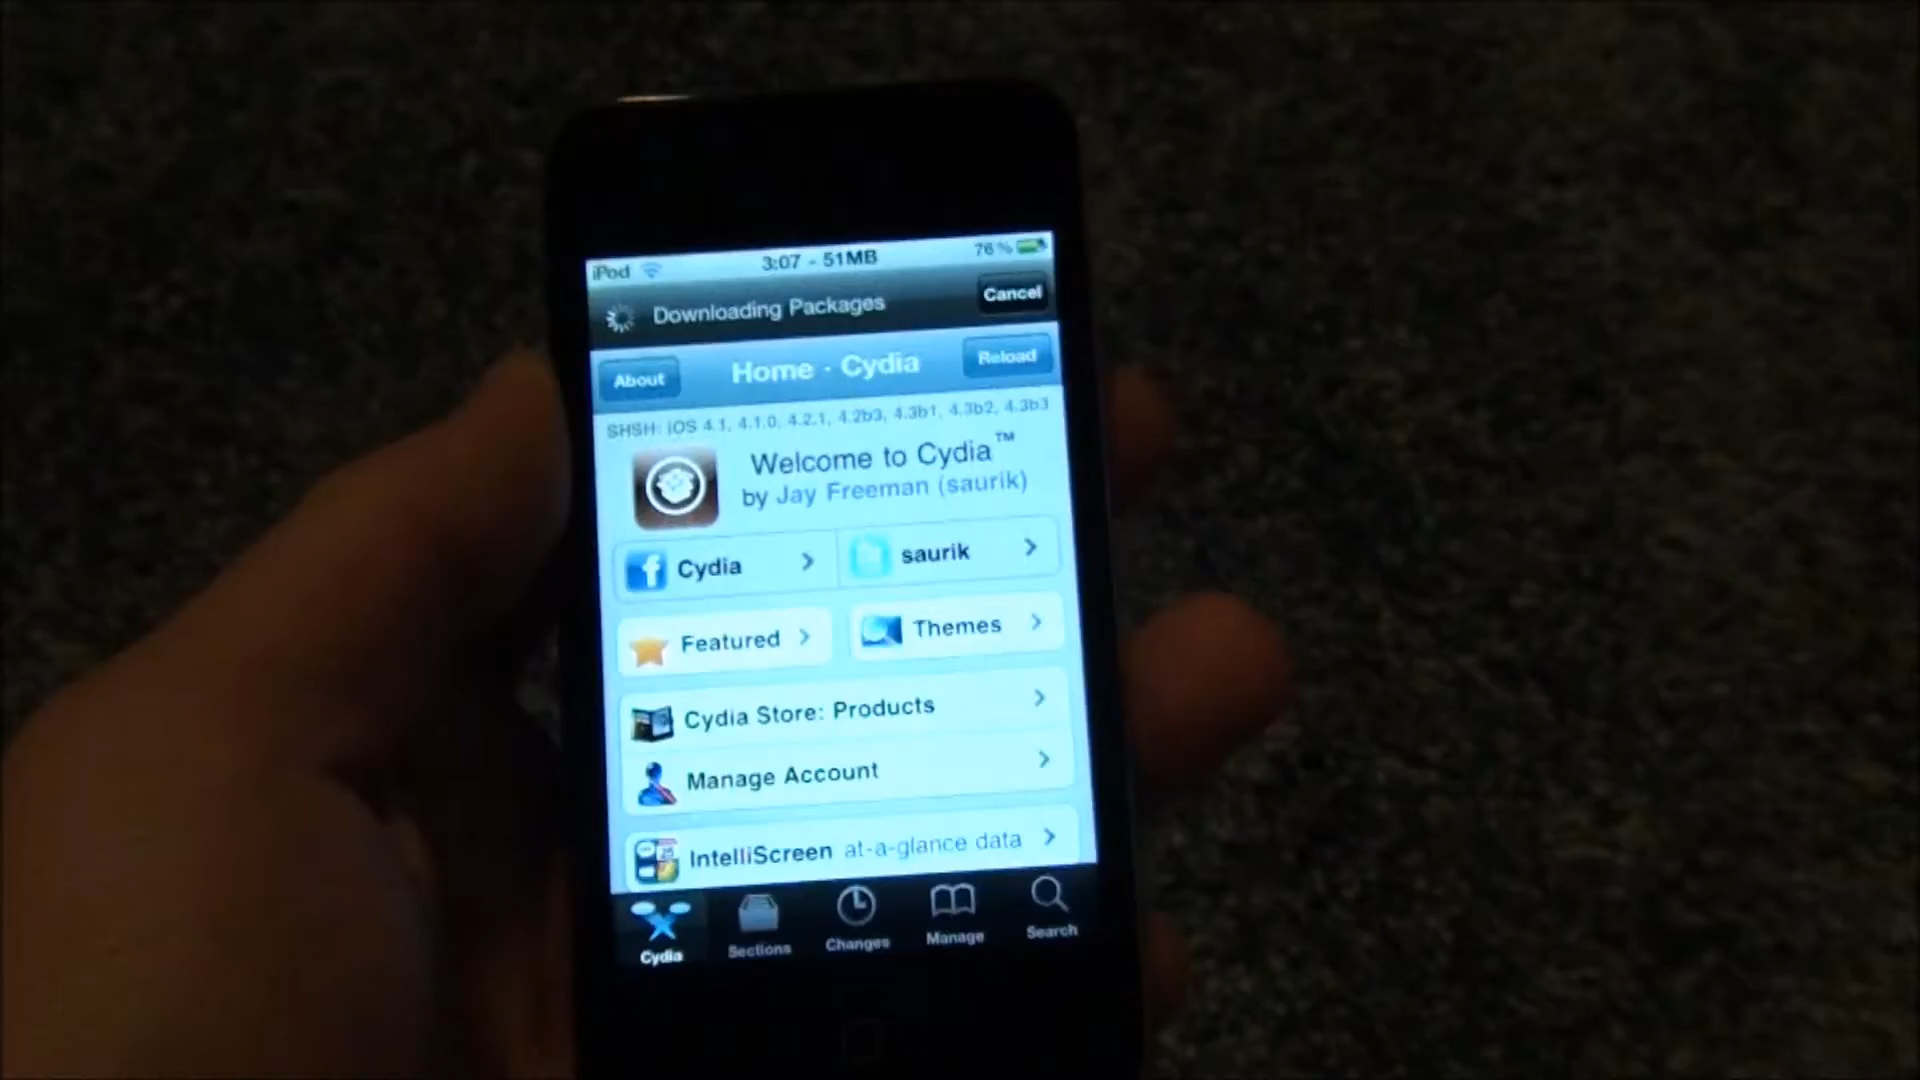 iPod 3:07 - 51MB 76%
Downloading Packages Cancel
About Home · Cydia Reload
SHSH: iOS 4.1, 4.1.0, 4.2.1, 4.2b3, 4.3b1, 4.3b2, 4.3b3
Welcome to Cydia™
by Jay Freeman (saurik)
Cydia saurik
Featured Themes
Cydia Store: Products
Manage Account
IntelliScreen at-a-glance data
Cydia Sections Changes Manage Search